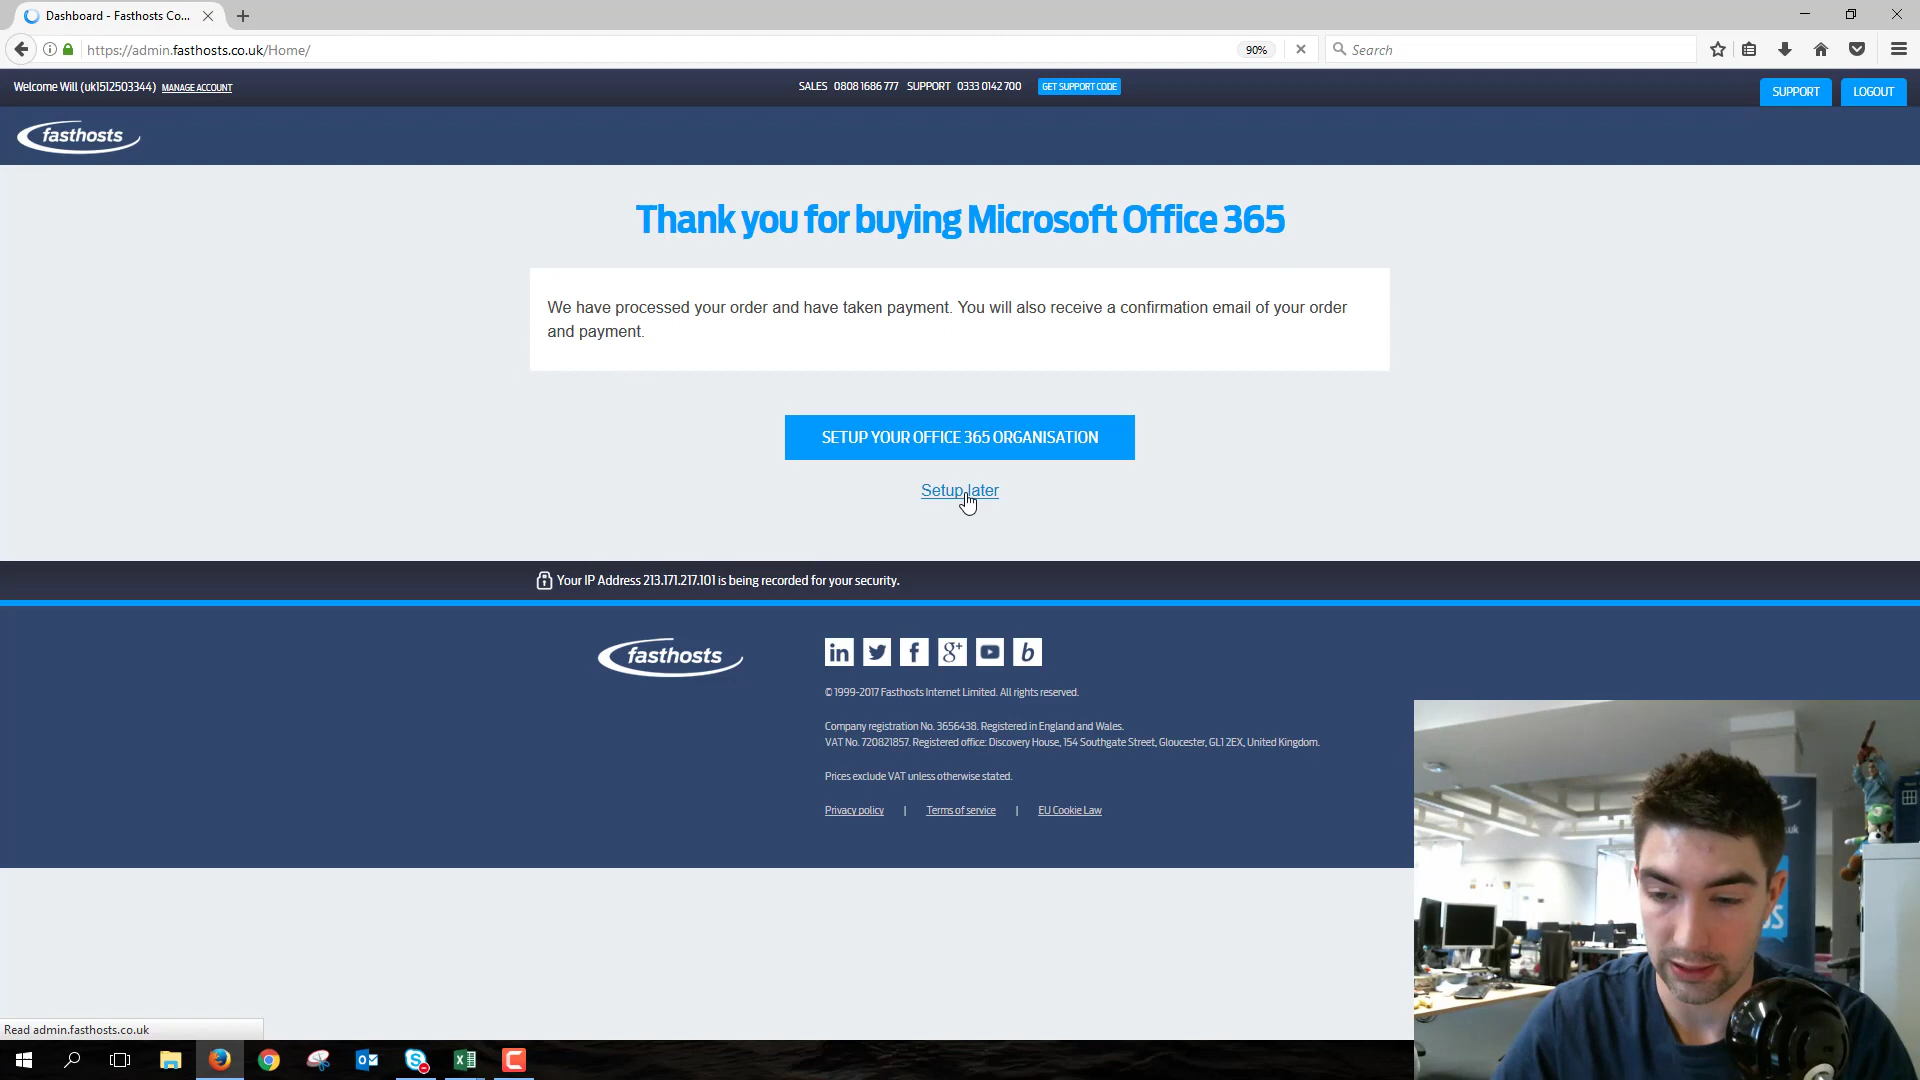 Dashboard - Fasthosts Co...
https://admin.fasthosts.co.uk/Home/
90%
Search
Welcome Will (uk1512503344) MANAGE ACCOUNT
SALES 0808 1686 777 SUPPORT 0333 0142 700 GET SUPPORT CODE
SUPPORT
LOGOUT
fasthosts
Thank you for buying Microsoft Office 365
We have processed your order and have taken payment. You will also receive a confirmation email of your order
and payment.
SETUP YOUR OFFICE 365 ORGANISATION
Setup later
Your IP Address 213.171.217.101 is being recorded for your security.
fasthosts
in f g+ b
© 1999-2017 Fasthosts Internet Limited. All rights reserved.
Company registration No. 3656438. Registered in England and Wales.
VAT No. 720821857. Registered office: Discovery House, 154 Southgate Street, Gloucester, GL1 2EX, United Kingdom.
Prices exclude VAT unless otherwise stated.
Privacy policy | Terms of service | EU Cookie Law
Read admin.fasthosts.co.uk